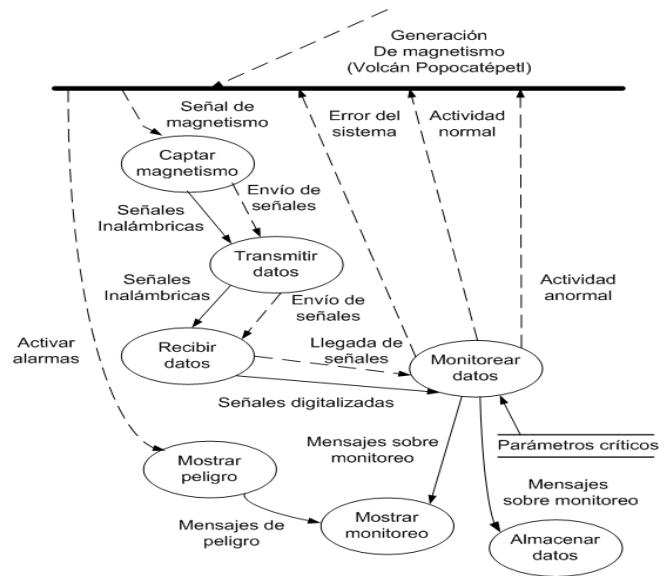 Generación
De magnetismo
(Volcán Popocatépetl)
Señal de
magnetismo
Error del
sistema
Actividad
normal
Captar
magnetismo
Señales
Inalámbricas
Envío de
señales
Transmitir
datos
Señales
Inalámbricas
Envío de
señales
Actividad
anormal
Activar
alarmas
Recibir
datos
Llegada de
señales
Monitorear
datos
Señales digitalizadas
Parámetros críticos
Mensajes sobre
monitoreo
Mostrar
peligro
Mensajes
sobre monitoreo
Mensajes de
peligro
Mostrar
monitoreo
Almacenar
datos